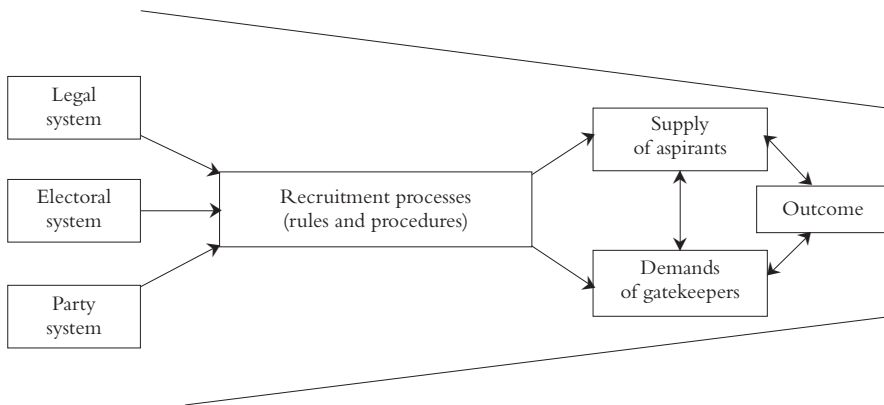 Legal
system
Electoral
system
Party
system
Recruitment processes
(rules and procedures)
Supply
of aspirants
Demands
of gatekeepers
Outcome